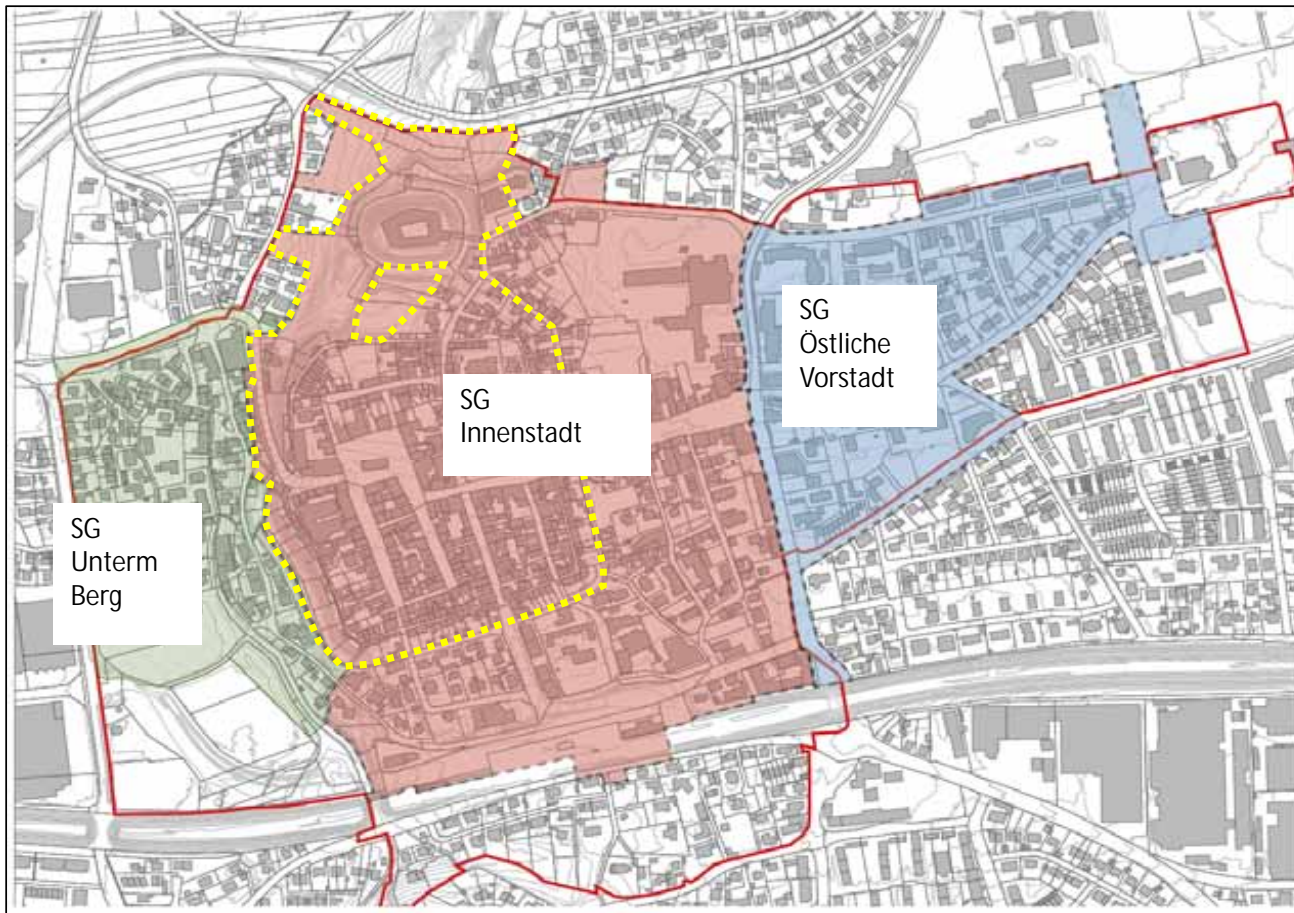 SG
Innenstadt
SG
Östliche
Vorstadt
SG
Unterm
Berg